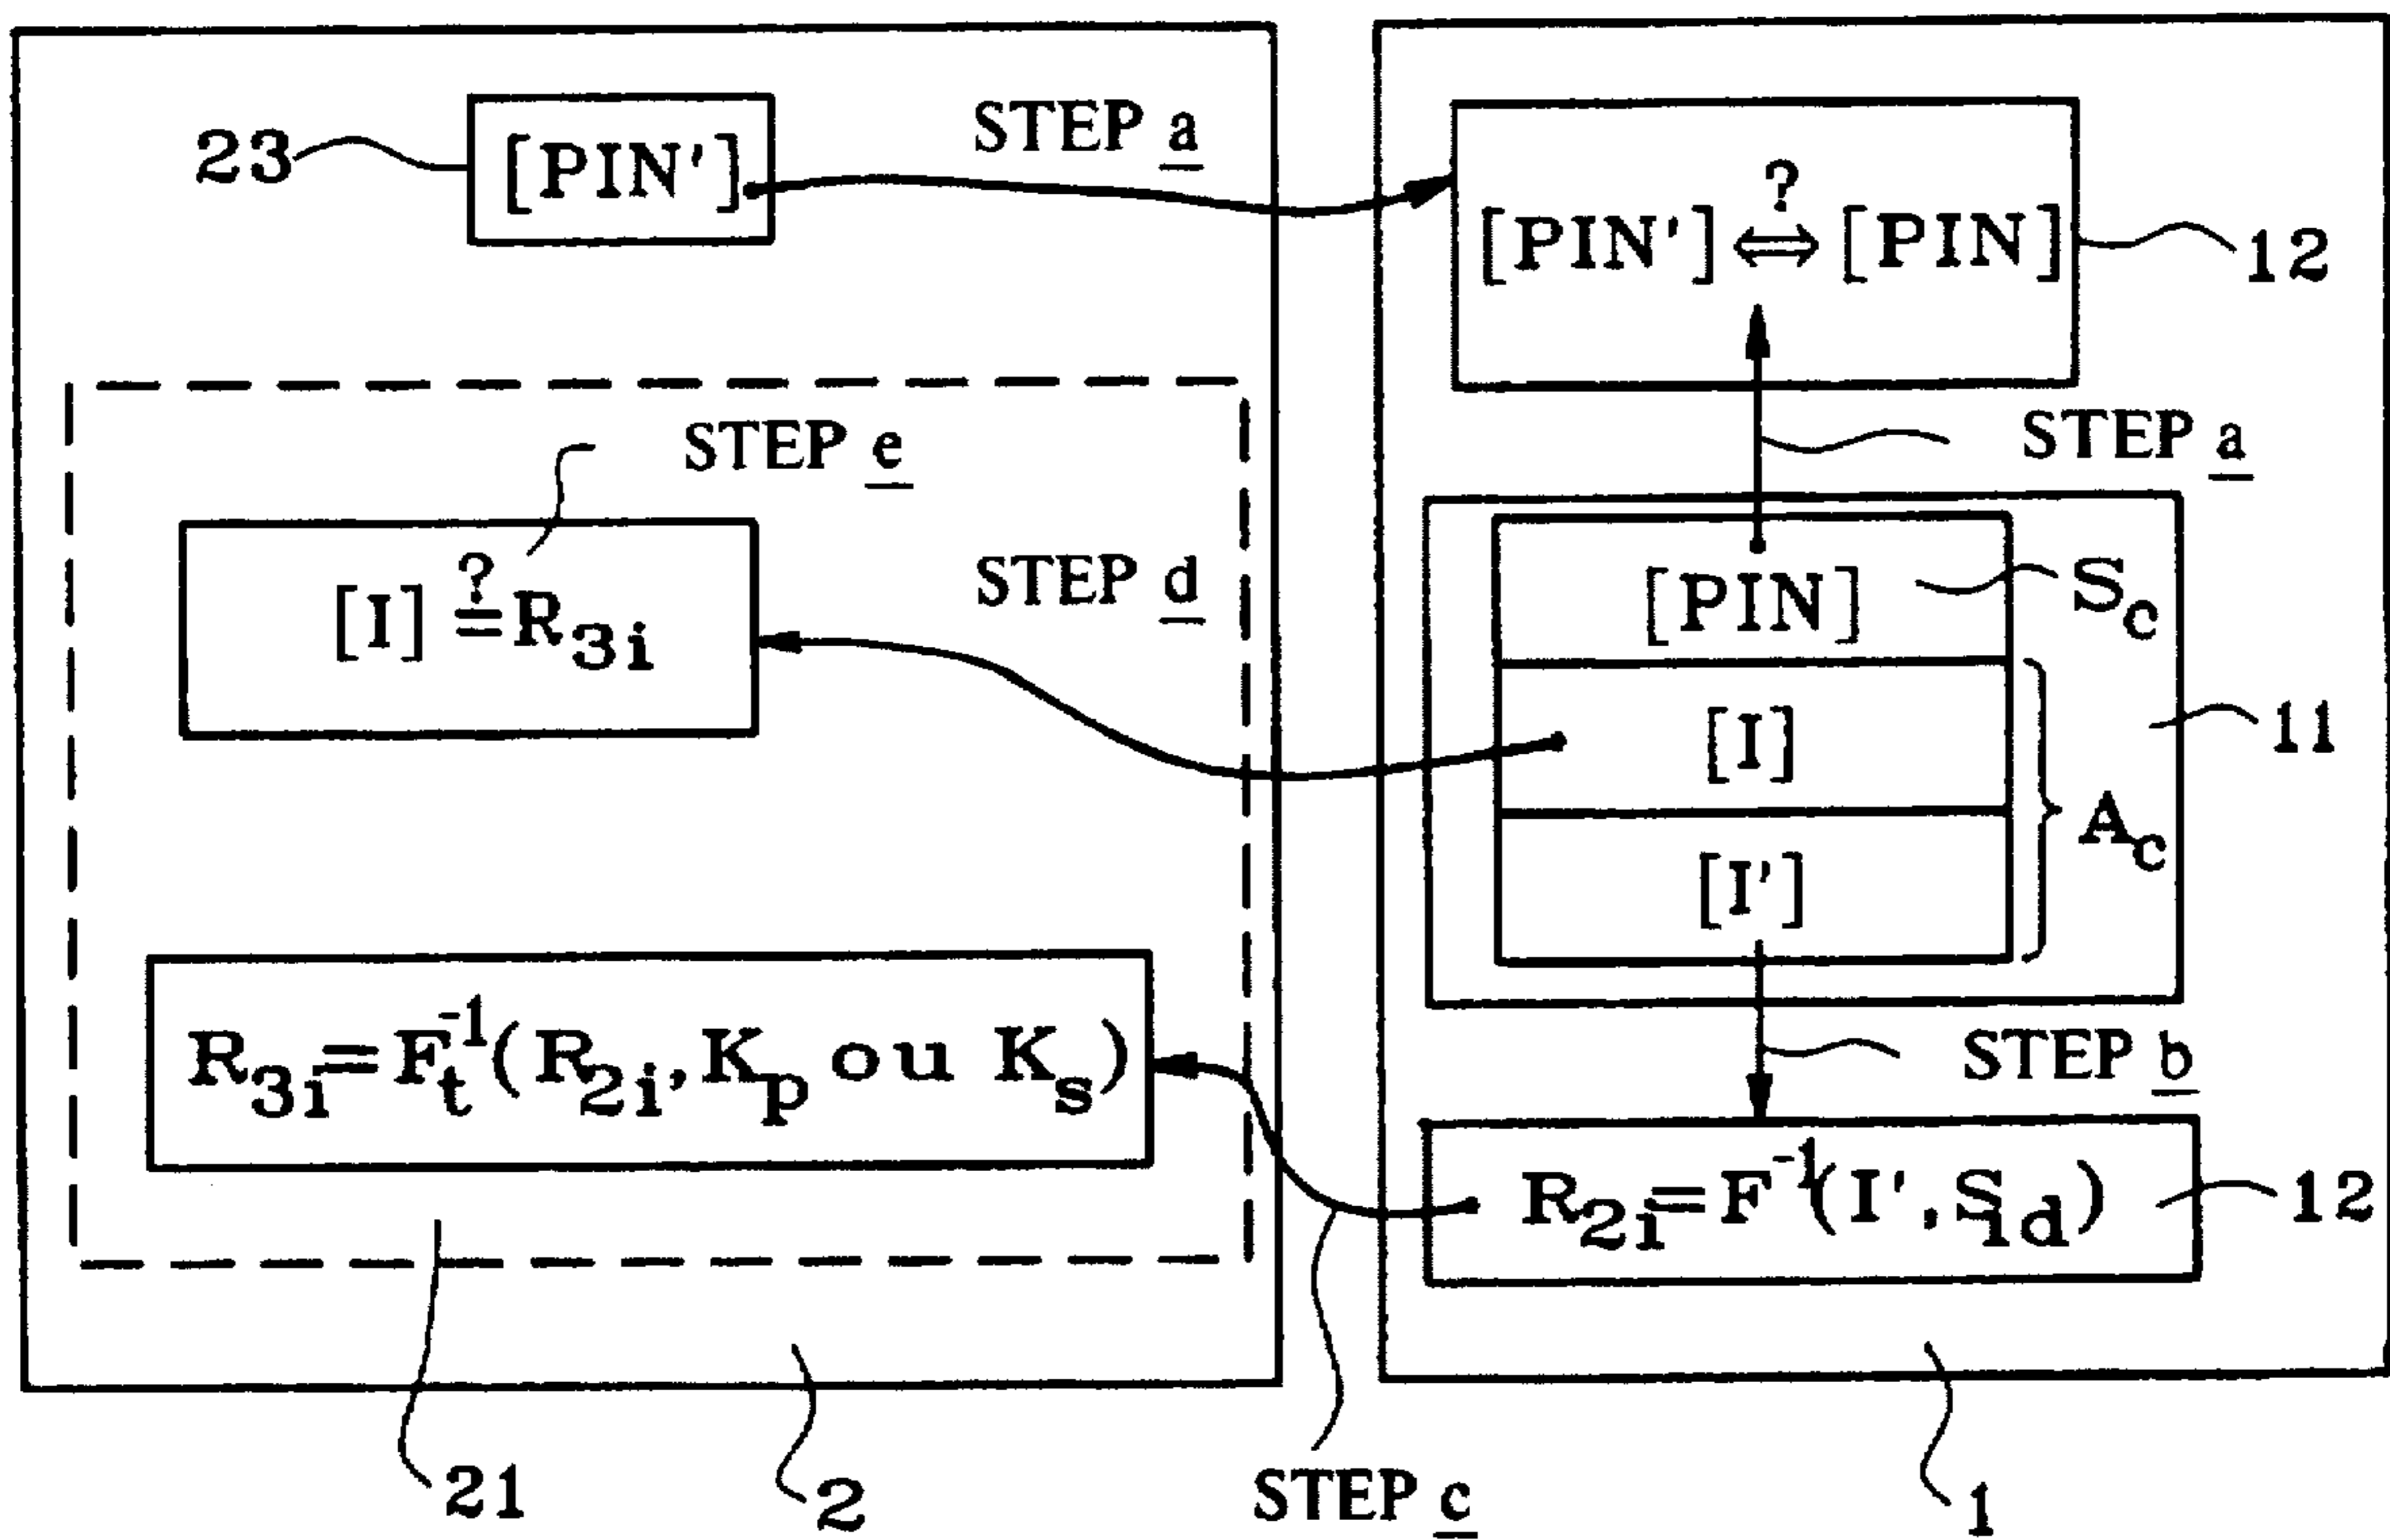 23
[PIN']
STEP a
?
[PIN'] ⇔ [PIN]
12
STEP a
STEP e
?
[I] = R3i
STEP d
[PIN]
Sc
[I]
11
Ac
[I']
R3i = Ft^-1(R2i, Kp ou Ks)
STEP b
R2i = F^-1(I', Sid)
12
21
2
STEP c
1